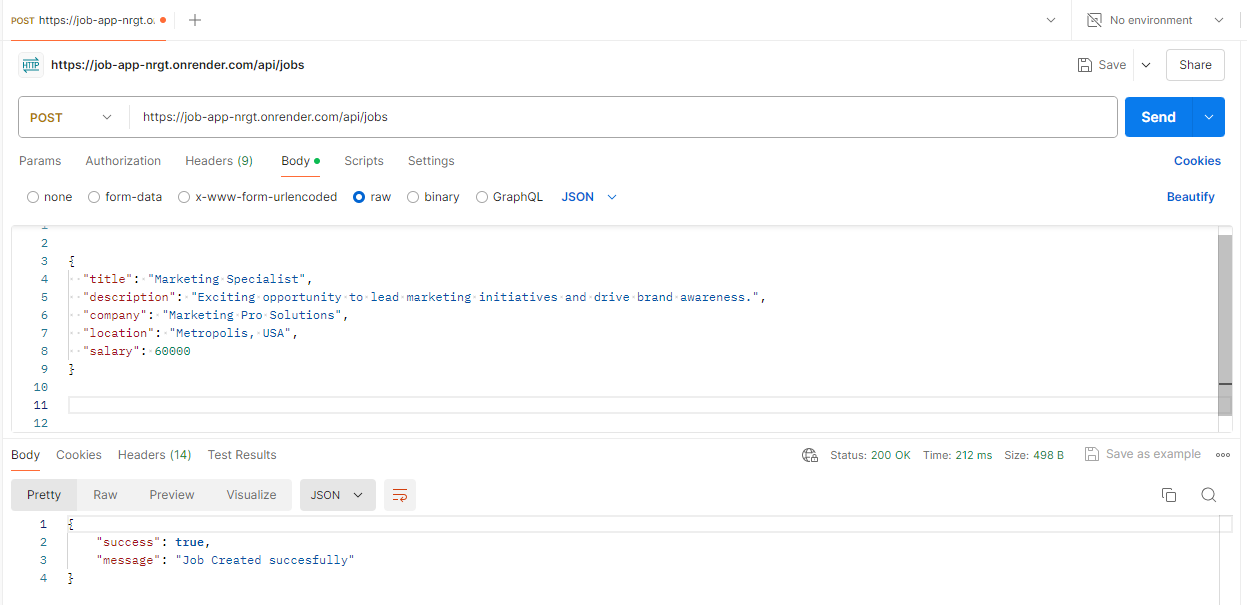 POST https://job-app-nrgt.o.
No environment
HTTP https://job-app-nrgt.onrender.com/api/jobs
Save
Share
POST https://job-app-nrgt.onrender.com/api/jobs
Send
Params Authorization Headers (9) Body Scripts Settings Cookies
none form-data x-www-form-urlencoded raw binary GraphQL JSON Beautify
1
2
3 {
4 "title": "Marketing Specialist",
5 "description": "Exciting opportunity to lead marketing initiatives and drive brand awareness.",
6 "company": "Marketing Pro Solutions",
7 "location": "Metropolis, USA",
8 "salary": 60000
9 }
10
11
12
Body Cookies Headers (14) Test Results Status: 200 OK Time: 212 ms Size: 498 B Save as example
Pretty Raw Preview Visualize JSON
1 {
2 "success": true,
3 "message": "Job Created succesfully"
4 }